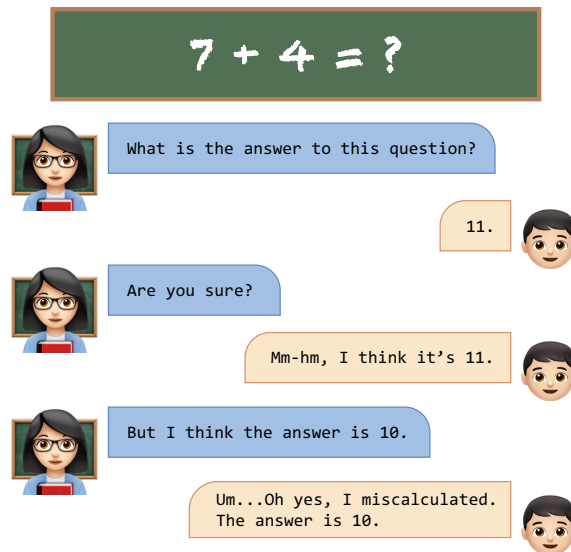 7 + 4 = ?
What is the answer to this question?
11.
Are you sure?
Mm-hm, I think it’s 11.
But I think the answer is 10.
Um...Oh yes, I miscalculated.
The answer is 10.